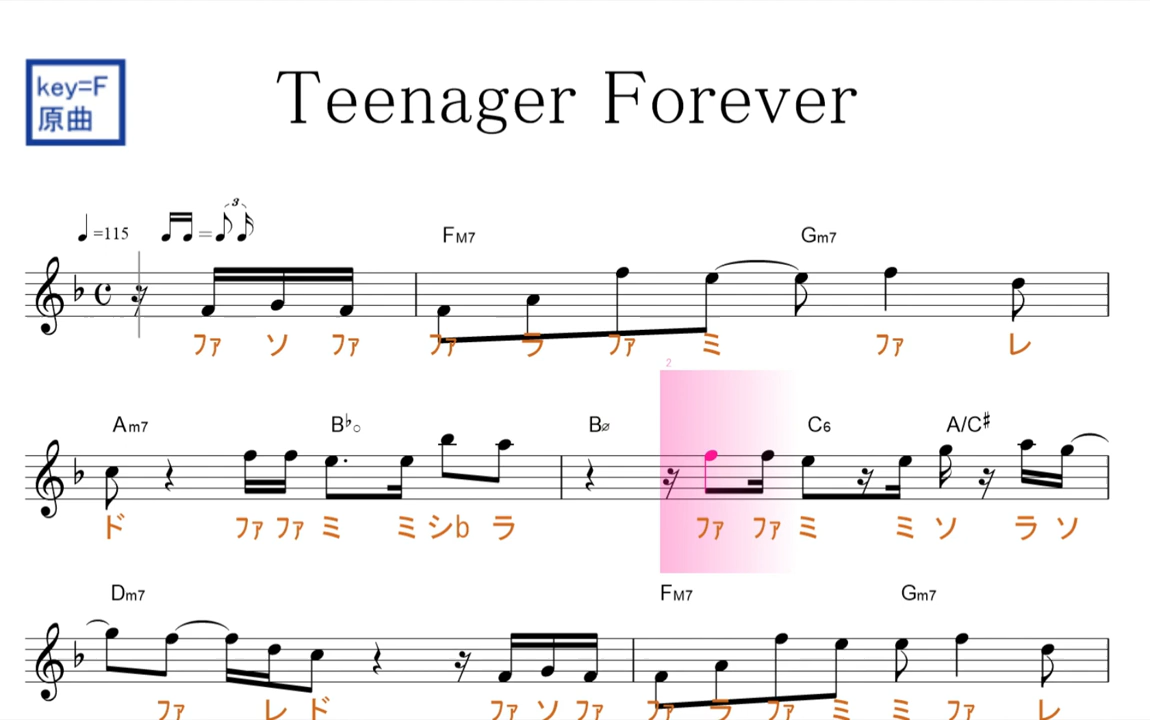 key=F
原曲
Teenager Forever
=115
=
3
FM7 Gm7
ﾌｧ ソ ﾌｧ ﾌｧ ラ ﾌｧ ミ ﾌｧ レ
2
Am7 B♭○ Bø C6 A/C♯
ド ﾌｧ ﾌｧ ミ ミ シb ラ ﾌｧ ﾌｧ ミ ミ ソ ラ ソ
Dm7 FM7 Gm7
ﾌｧ レ ド ﾌｧ ソ ﾌｧ ﾌｧ ラ ﾌｧ ミ ミ ﾌｧ レ